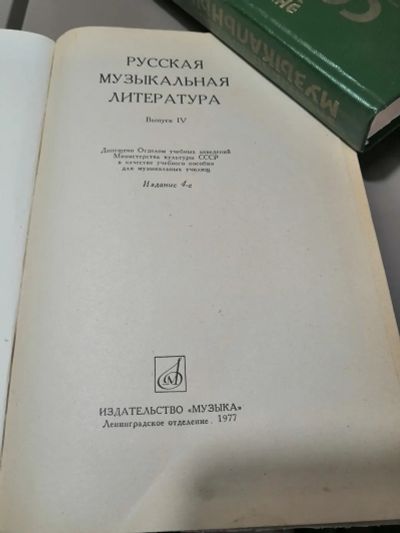 РУССКАЯ
МУЗЫКАЛЬНАЯ
ЛИТЕРАТУРА
Выпуск IV
Допущено Отделом учебных заведений
Министерства культуры СССР
в качестве учебного пособия
для музыкальных училищ
Издание 4-е
ИЗДАТЕЛЬСТВО «МУЗЫКА»
Ленинградское отделение 1977
МУЗЫКАЛЬНЫЙ